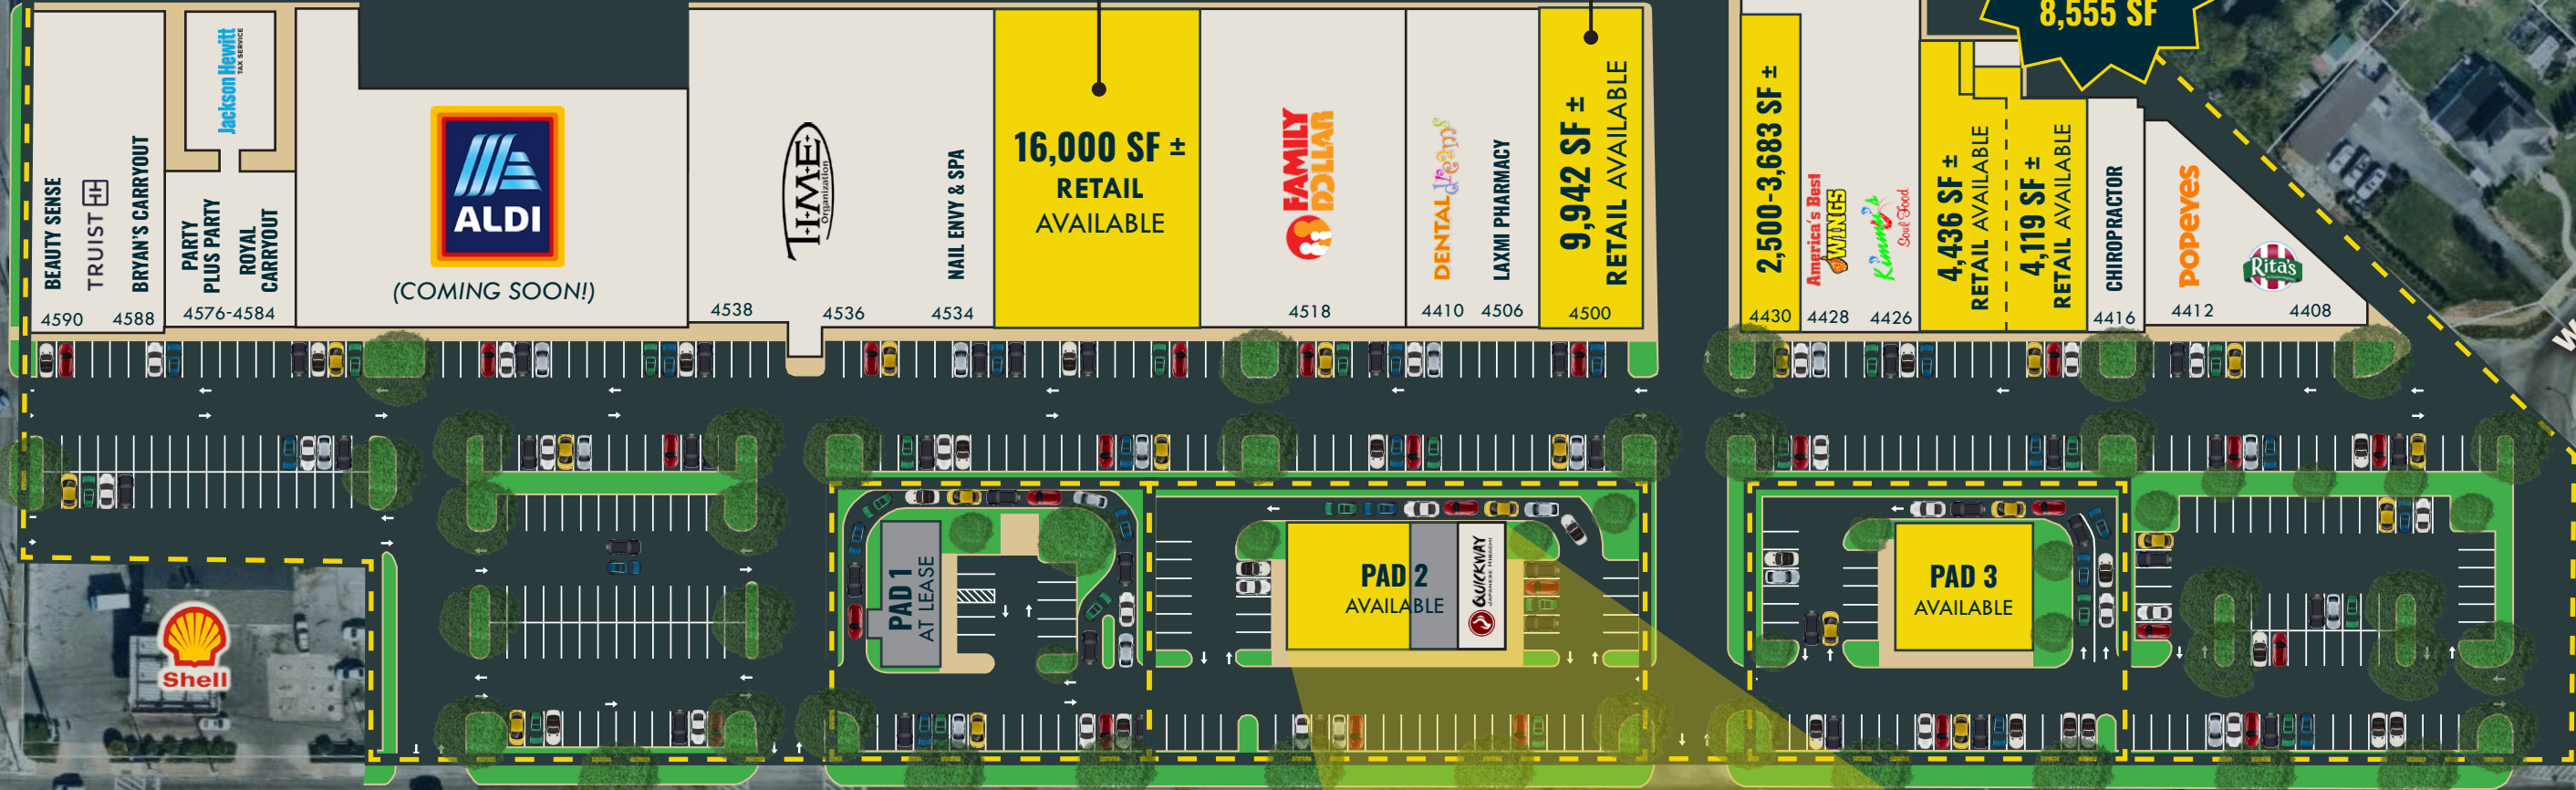 8,555 SF
Jackson Hewitt
TAX SERVICE
BEAUTY SENSE
TRUIST
BRYAN'S CARRYOUT
4590
4588
PARTY
PLUS PARTY
ROYAL
CARRYOUT
4576-4584
ALDI
(COMING SOON!)
4538
T·H·M·E
Organization
4536
NAIL ENVY & SPA
4534
16,000 SF ±
RETAIL
AVAILABLE
FAMILY
DOLLAR
4518
DENTAL dreams
4410
LAXMI PHARMACY
4506
9,942 SF ±
RETAIL AVAILABLE
4500
2,500-3,683 SF ±
4430
America's Best
WINGS
4428
Kimmy's
Soul Food
4426
4,436 SF ±
RETAIL AVAILABLE
4,119 SF ±
RETAIL AVAILABLE
CHIROPRACTOR
4416
POPEYES
4412
Rita's
4408
W
Shell
PAD 1
AT LEASE
PAD 2
AVAILABLE
QUICKWAY
JAPANESE HIBACHI
PAD 3
AVAILABLE